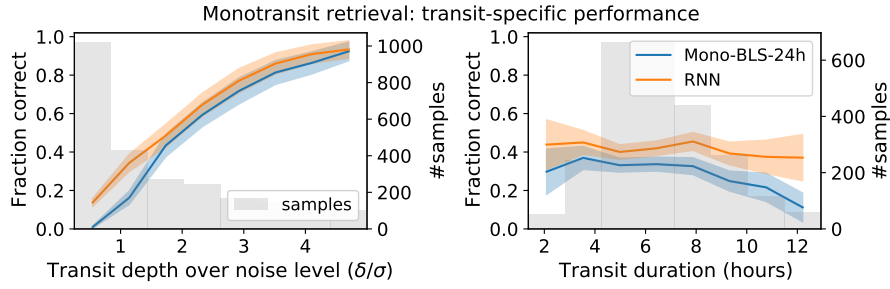 Monotransit retrieval: transit-specific performance
Fraction correct
1.0
0.8
0.6
0.4
0.2
0.0
1 2 3 4
Transit depth over noise level (δ/σ)
1000
800
600
400
200
0
#samples
samples
Fraction correct
1.0
0.8
0.6
0.4
0.2
0.0
2 4 6 8 10 12
Transit duration (hours)
600
400
200
0
#samples
Mono-BLS-24h
RNN